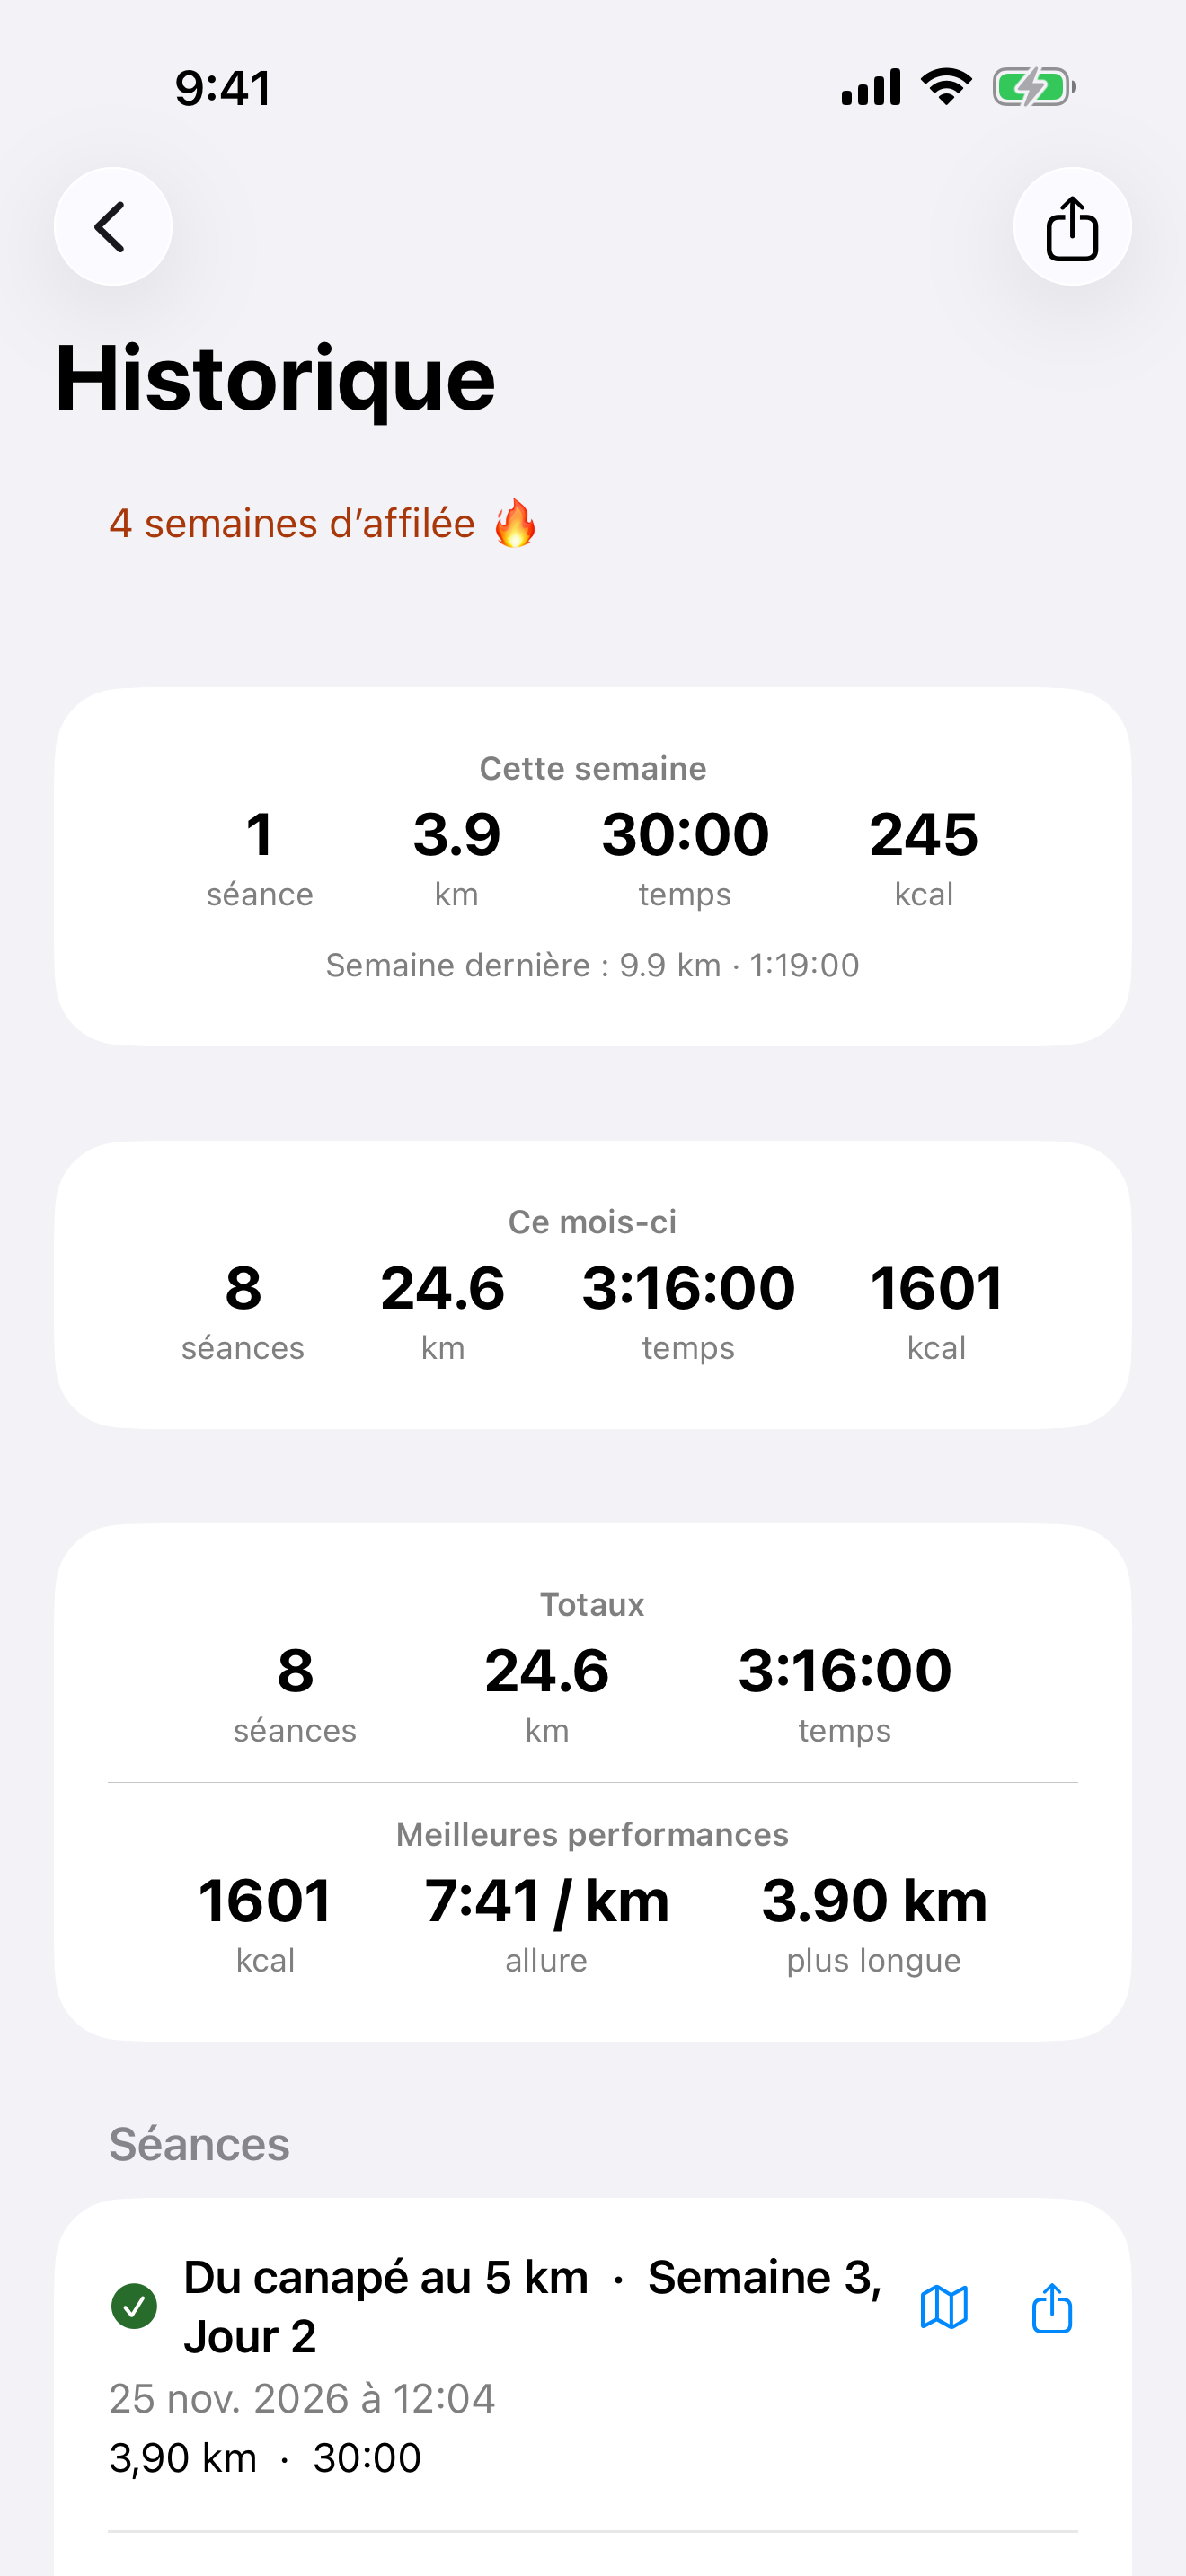 9:41
Historique
4 semaines d’affilée 🔥
Cette semaine
1 3.9 30:00 245
séance km temps kcal
Semaine dernière : 9.9 km · 1:19:00
Ce mois-ci
8 24.6 3:16:00 1601
séances km temps kcal
Totaux
8 24.6 3:16:00
séances km temps
Meilleures performances
1601 7:41 / km 3.90 km
kcal allure plus longue
Séances
Du canapé au 5 km · Semaine 3,
Jour 2
25 nov. 2026 à 12:04
3,90 km · 30:00